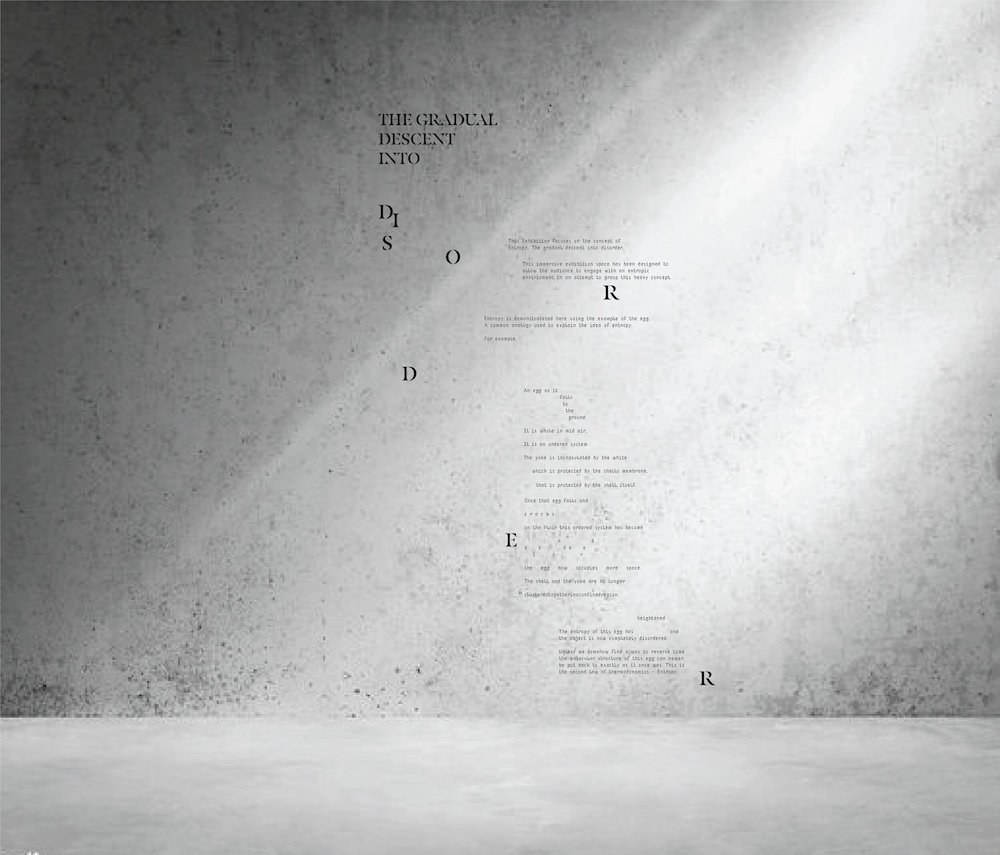 THE GRADUAL
DESCENT
INTO
D I
S
O
R
D
E
R
This Exhibition Focuses on the concept of
Entropy. The gradual descent into disorder.
This immersive exhibition space has been designed to
allow the audience to engage with an entropic
enviroment in an attempt to grasp this heavy concept.
Entropy is demonstrated here using the example of the egg
A common analogy used to explain the idea of entropy.
For example.
An egg as it
falls
to
the
ground.
It is whole in mid air,
It is an ordered system
The yoke is incapsulated by the white
which is protected by the shells membrane,
that is protected by the shell itself.
Once that egg falls and
c r a c k s
on the floor this ordered system has become
the egg now occupies more space.
The shell and the yoke are no longer
clusteredtogetherinaconfinedregion
heightened
The entropy of this egg has and
the object is now completely disordered.
Unless we somehow find a way to reverse time
the molecular structure of this egg can never
be put back to exactly as it once was. This is
the second law of thermodynamics - Entropy